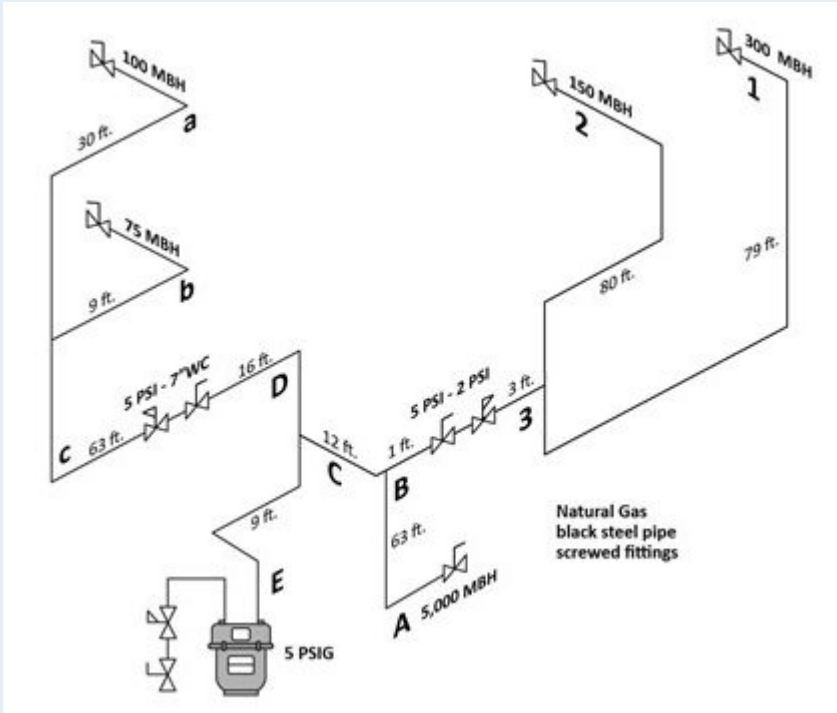 100 MBH
300 MBH
1
150 MBH
2
a
30 ft.
75 MBH
b
9 ft.
79 ft.
80 ft.
5 PSI - 7"WC
16 ft.
D
5 PSI - 2 PSI
3 ft.
3
c
63 ft.
12 ft.
C
1 ft.
B
9 ft.
63 ft.
Natural Gas
black steel pipe
screwed fittings
E
A
5,000 MBH
5 PSIG